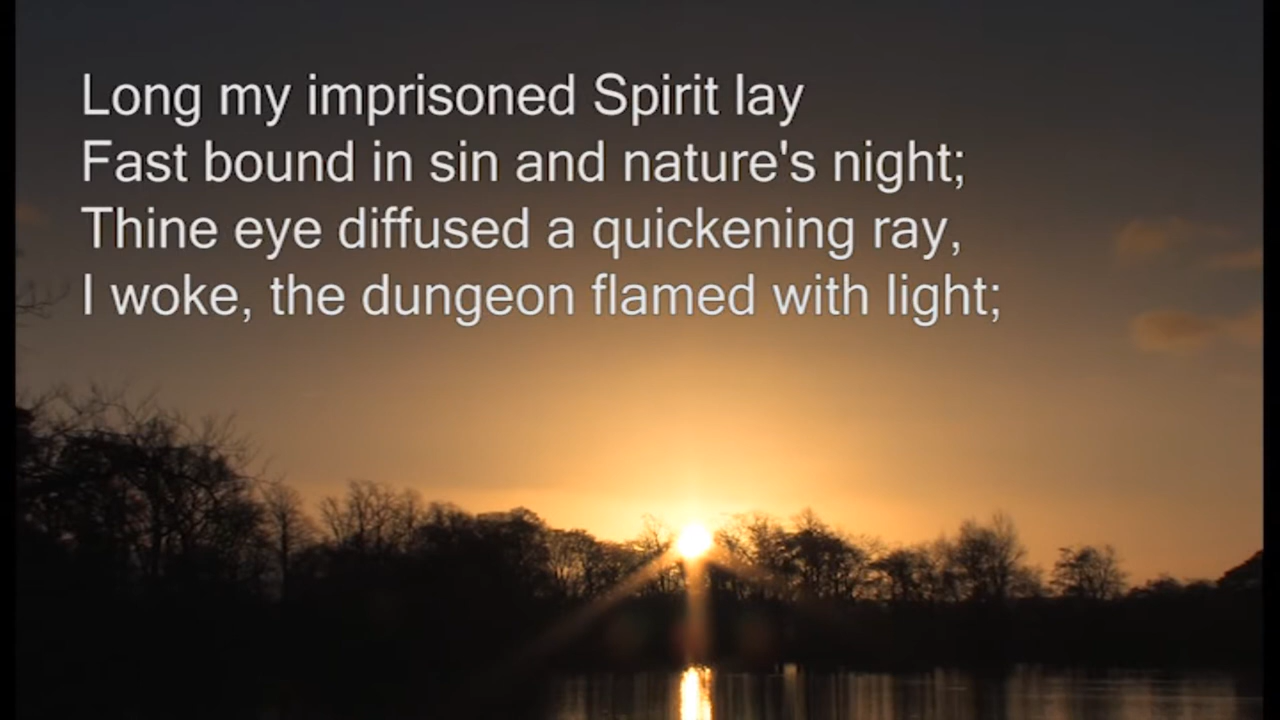 Long my imprisoned Spirit lay
Fast bound in sin and nature's night;
Thine eye diffused a quickening ray,
I woke, the dungeon flamed with light;